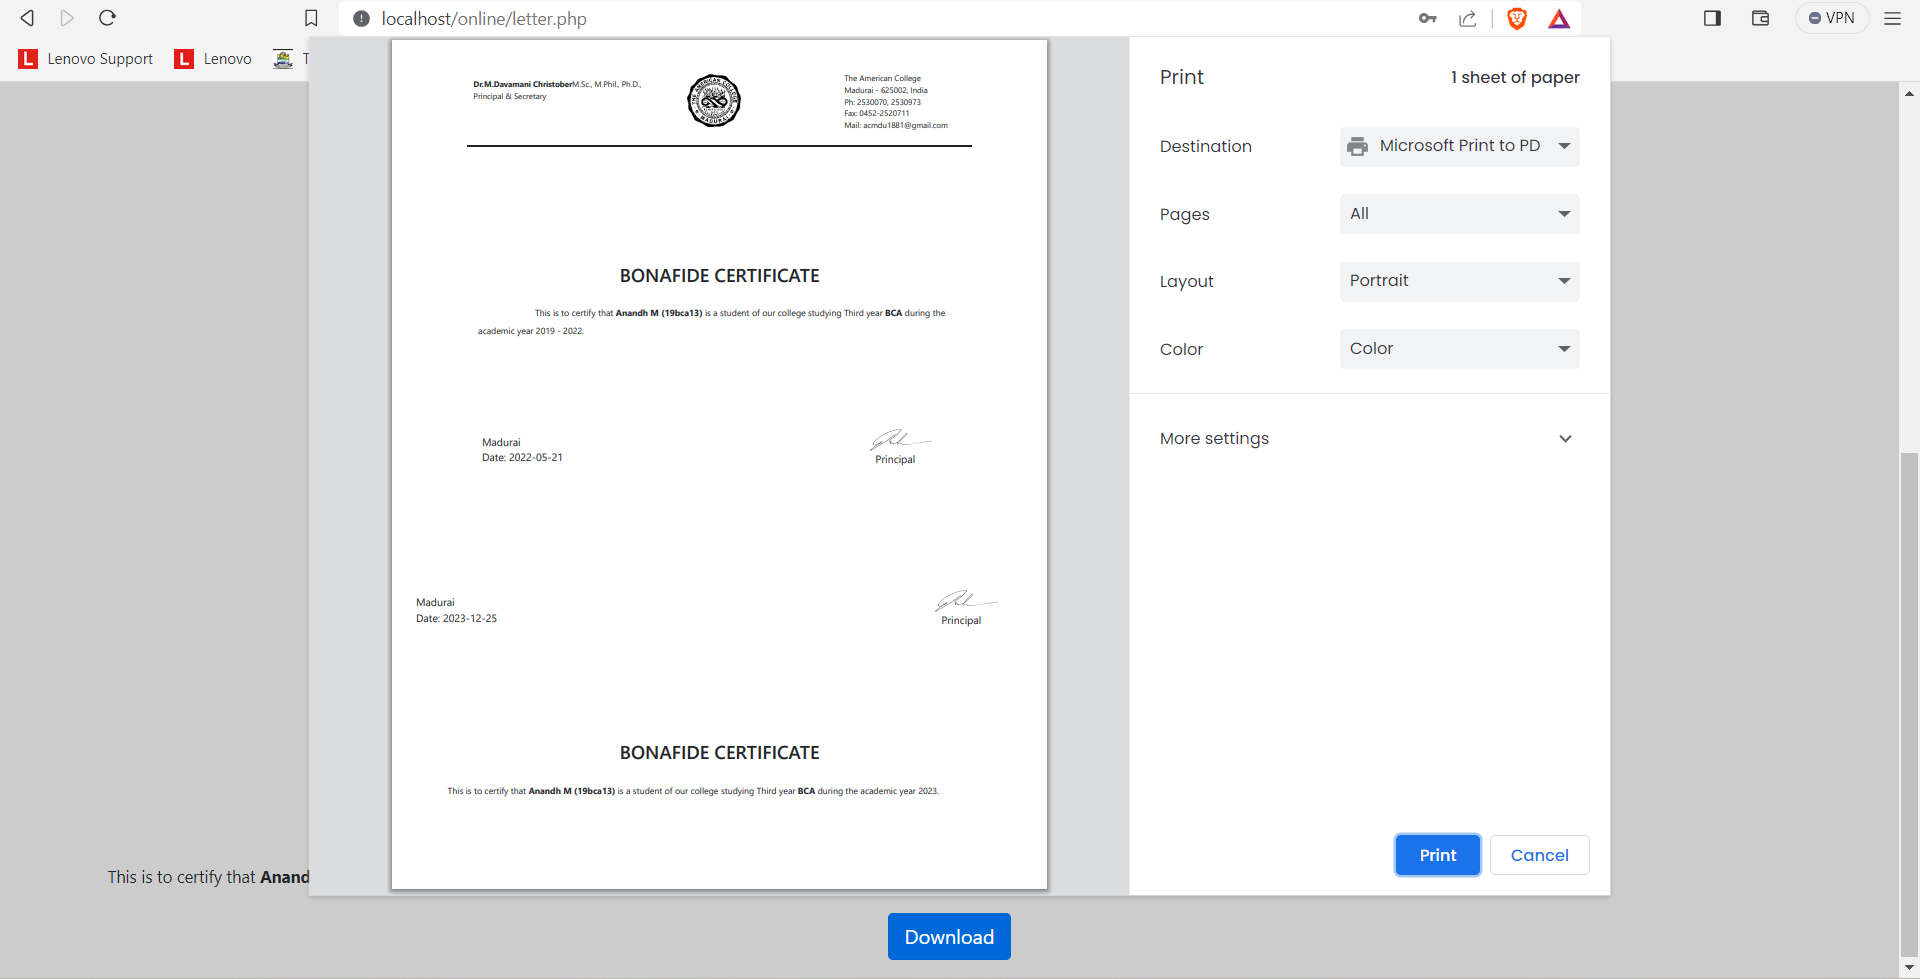 localhost/online/letter.php
VPN
L Lenovo Support
L Lenovo
T
Dr.M.Davamani ChristoberM.Sc., M.Phil., Ph.D.,
Principal & Secretary
THE AMERICAN COLLEGE
MADURAI
The American College
Madurai - 625002, India
Ph: 2530070, 2530973
Fax: 0452-2520711
Mail: acmdu1881@gmail.com
BONAFIDE CERTIFICATE
This is to certify that Anandh M (19bca13) is a student of our college studying Third year BCA during the
academic year 2019 - 2022.
Madurai
Date: 2022-05-21
Principal
Madurai
Date: 2023-12-25
Principal
BONAFIDE CERTIFICATE
This is to certify that Anandh M (19bca13) is a student of our college studying Third year BCA during the academic year 2023.
Print
1 sheet of paper
Destination
Microsoft Print to PD
Pages
All
Layout
Portrait
Color
Color
More settings
Print
Cancel
This is to certify that Anand
Download